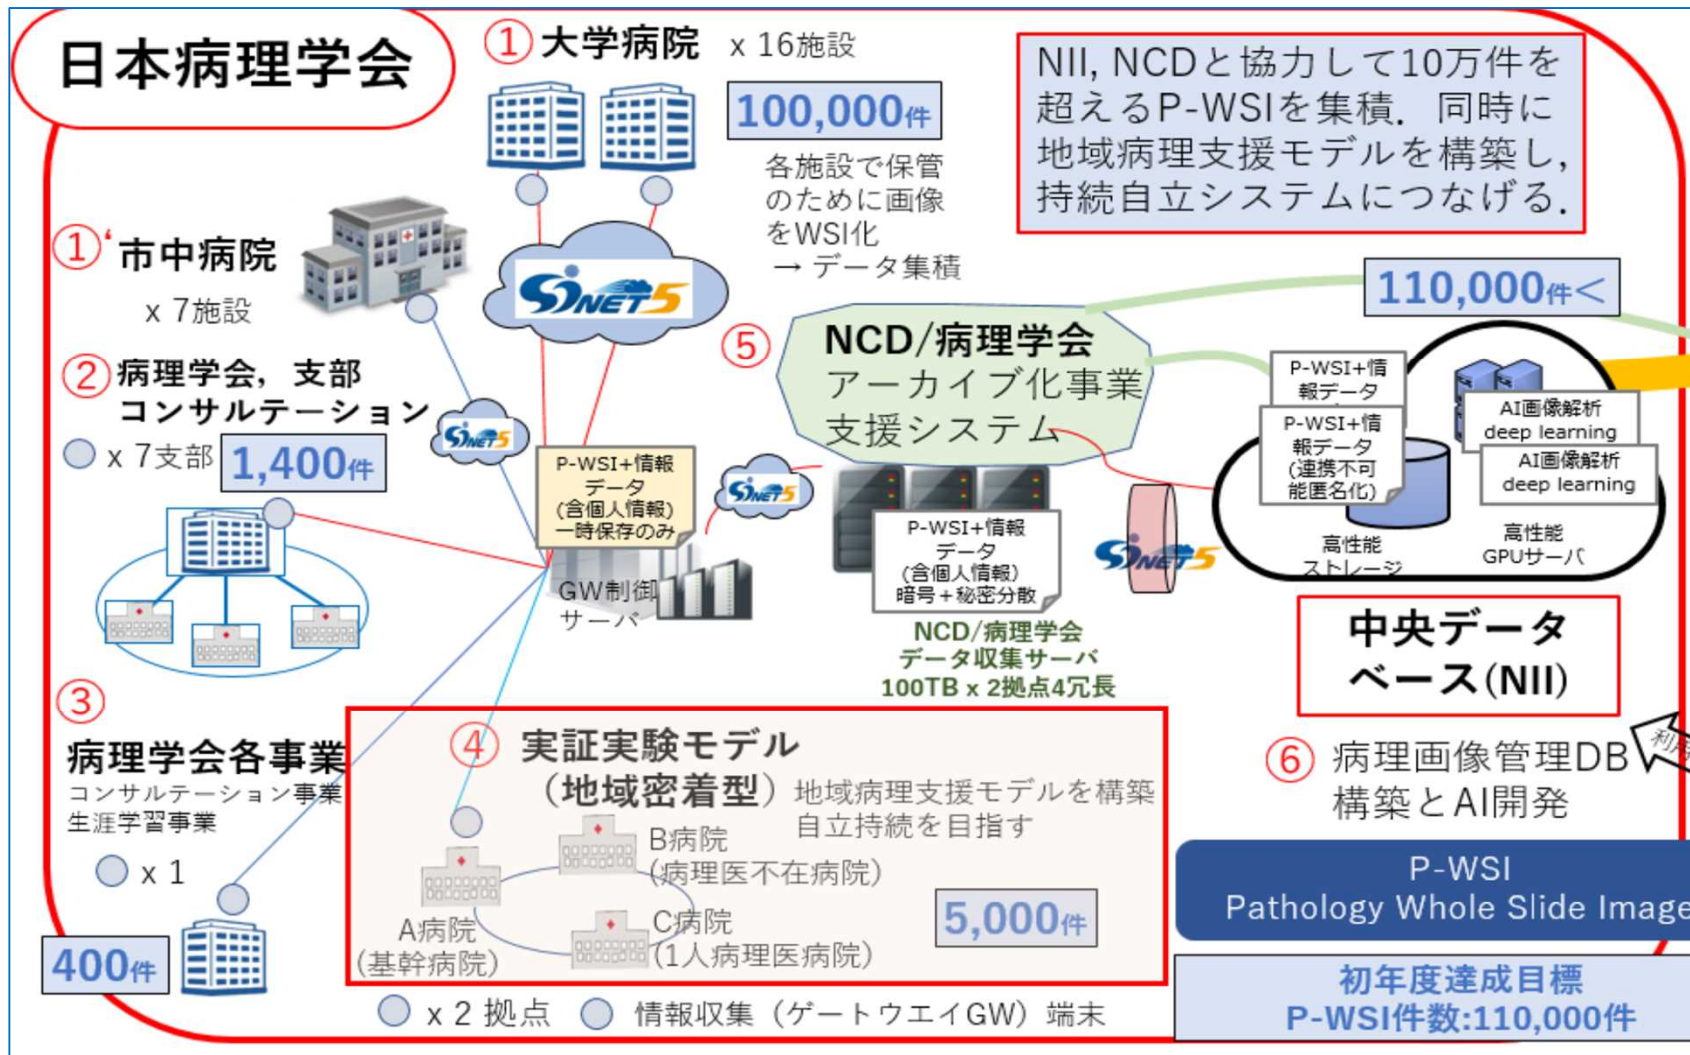 日本病理学会
① 大学病院 x 16施設
100,000件
各施設で保管
のために画像
をWSI化
→ データ集積
NII, NCDと協力して10万件を
超えるP-WSIを集積．同時に
地域病理支援モデルを構築し,
持続自立システムにつなげる.
①‘ 市中病院
x 7施設
SINET5
② 病理学会，支部
コンサルテーション
x 7支部
1,400件
SINET5
P-WSI+情報
データ
(含個人情報)
一時保存のみ
GW制御
サーバ
SINET5
⑤ NCD/病理学会
アーカイブ化事業
支援システム
P-WSI+情報
データ
(含個人情報)
暗号＋秘密分散
NCD/病理学会
データ収集サーバ
100TB x 2拠点4冗長
SINET5
110,000件<
P-WSI+情
報データ
P-WSI+情
報データ
(連携不可
能匿名化)
AI画像解析
deep learning
AI画像解析
deep learning
高性能
ストレージ
高性能
GPUサーバ
中央データ
ベース(NII)
③
病理学会各事業
コンサルテーション事業
生涯学習事業
x 1
400件
④ 実証実験モデル
（地域密着型）
地域病理支援モデルを構築
自立持続を目指す
A病院
(基幹病院)
B病院
(病理医不在病院)
C病院
(1人病理医病院)
5,000件
x 2 拠点
情報収集（ゲートウエイGW）端末
⑥ 病理画像管理DB
構築とAI開発
P-WSI
Pathology Whole Slide Image
初年度達成目標
P-WSI件数:110,000件